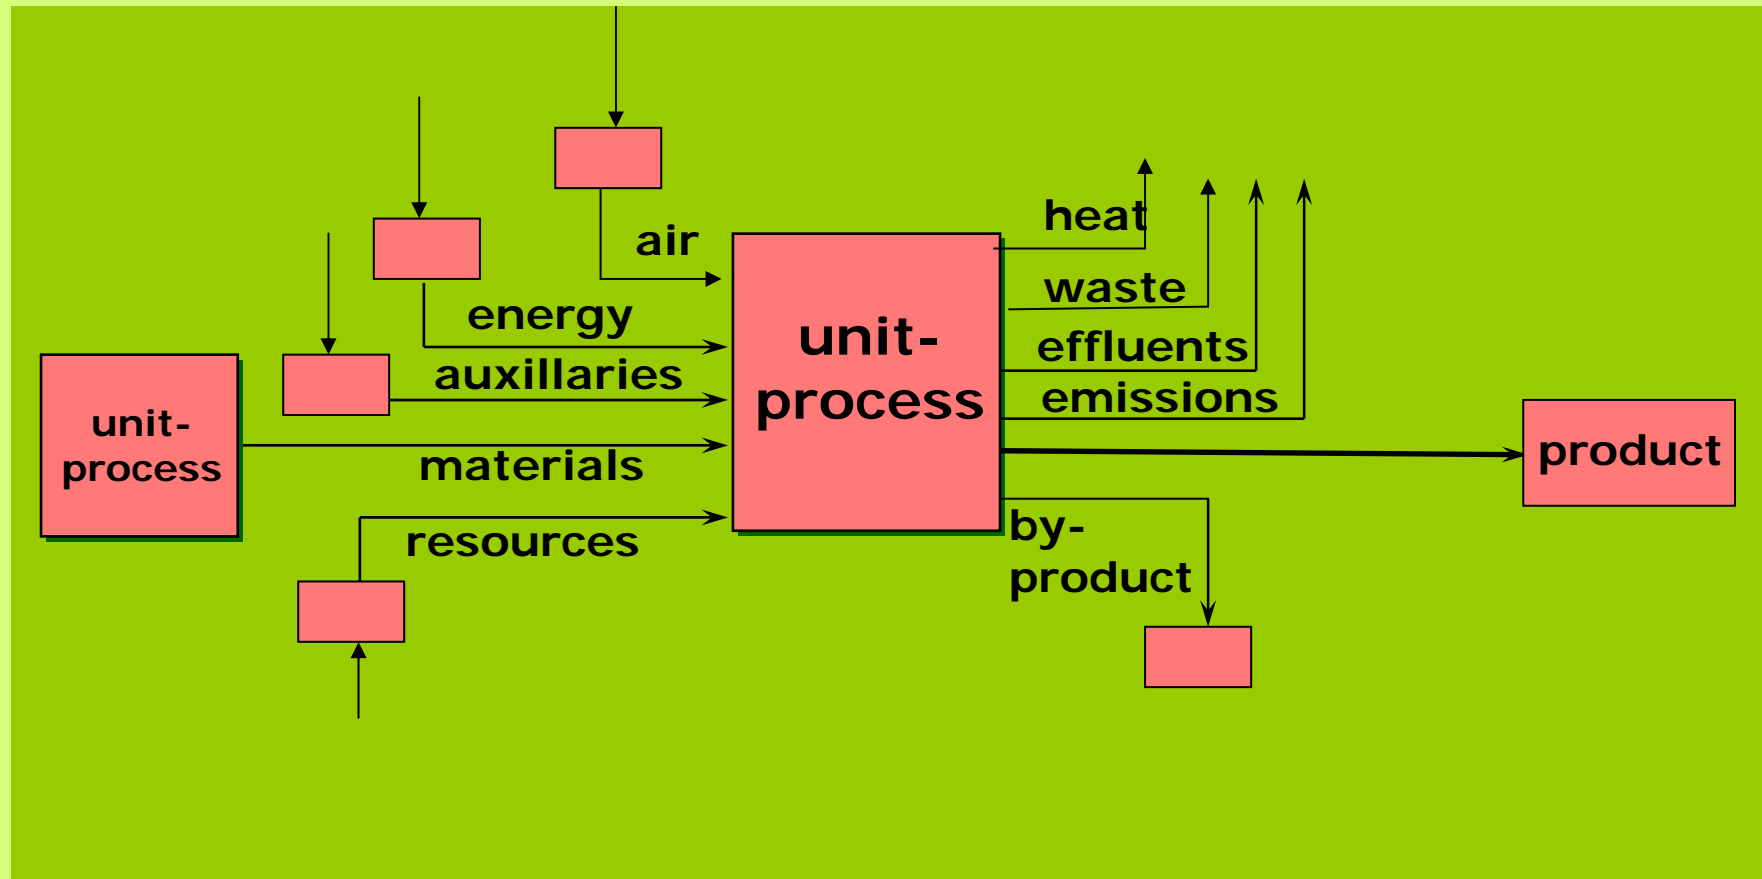 air
heat
waste
energy
unit-
process
effluents
auxillaries
emissions
unit-
process
materials
product
resources
by-
product